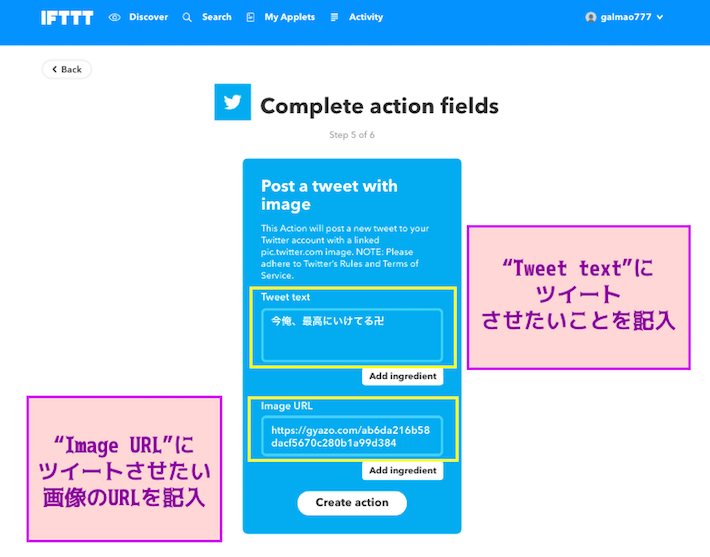 IFTTT Discover Search My Applets Activity galmao777
Back
Complete action fields
Step 5 of 6
Post a tweet with
image
This Action will post a new tweet to your
Twitter account with a linked
pic.twitter.com image. NOTE: Please
adhere to Twitter's Rules and Terms of
Service.
Tweet text
今俺、最高にいけてる卍
Add ingredient
“Tweet text”に
ツイート
させたいことを記入
Image URL
https://gyazo.com/ab6da216b58
dacf5670c280b1a99d384
Add ingredient
“Image URL”に
ツイートさせたい
画像のURLを記入
Create action